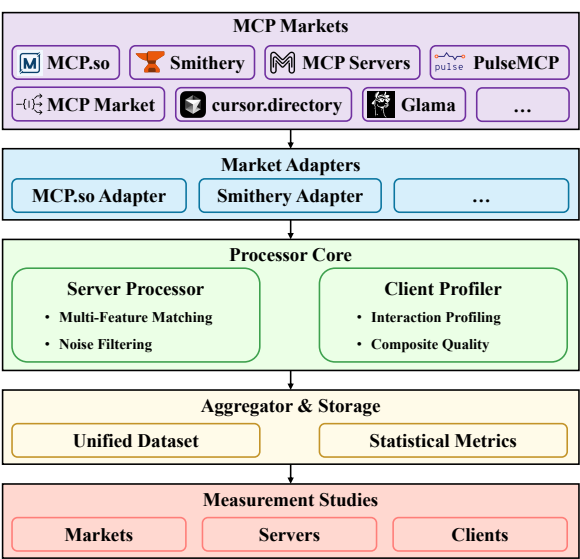 MCP Markets
M MCP.so
Smithery
MCP Servers
pulse PulseMCP
MCP Market
cursor.directory
Glama
...
Market Adapters
MCP.so Adapter
Smithery Adapter
...
Processor Core
Server Processor
• Multi-Feature Matching
• Noise Filtering
Client Profiler
• Interaction Profiling
• Composite Quality
Aggregator & Storage
Unified Dataset
Statistical Metrics
Measurement Studies
Markets
Servers
Clients